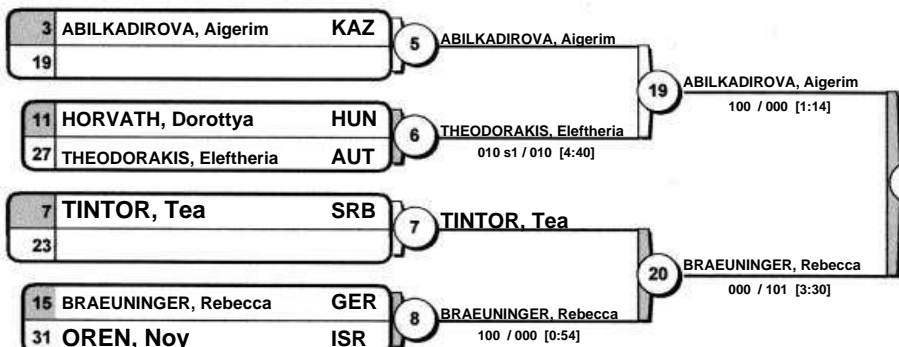 3 ABILKADIROVA, Aigerim KAZ
19
5 ABILKADIROVA, Aigerim
11 HORVATH, Dorottya HUN
27 THEODORAKIS, Eleftheria AUT
6 THEODORAKIS, Eleftheria
010 s1 / 010 [4:40]
19 ABILKADIROVA, Aigerim
100 / 000 [1:14]
7 TINTOR, Tea SRB
23
7 TINTOR, Tea
15 BRAEUNINGER, Rebecca GER
31 OREN, Noy ISR
8 BRAEUNINGER, Rebecca
100 / 000 [0:54]
20 BRAEUNINGER, Rebecca
000 / 101 [3:30]